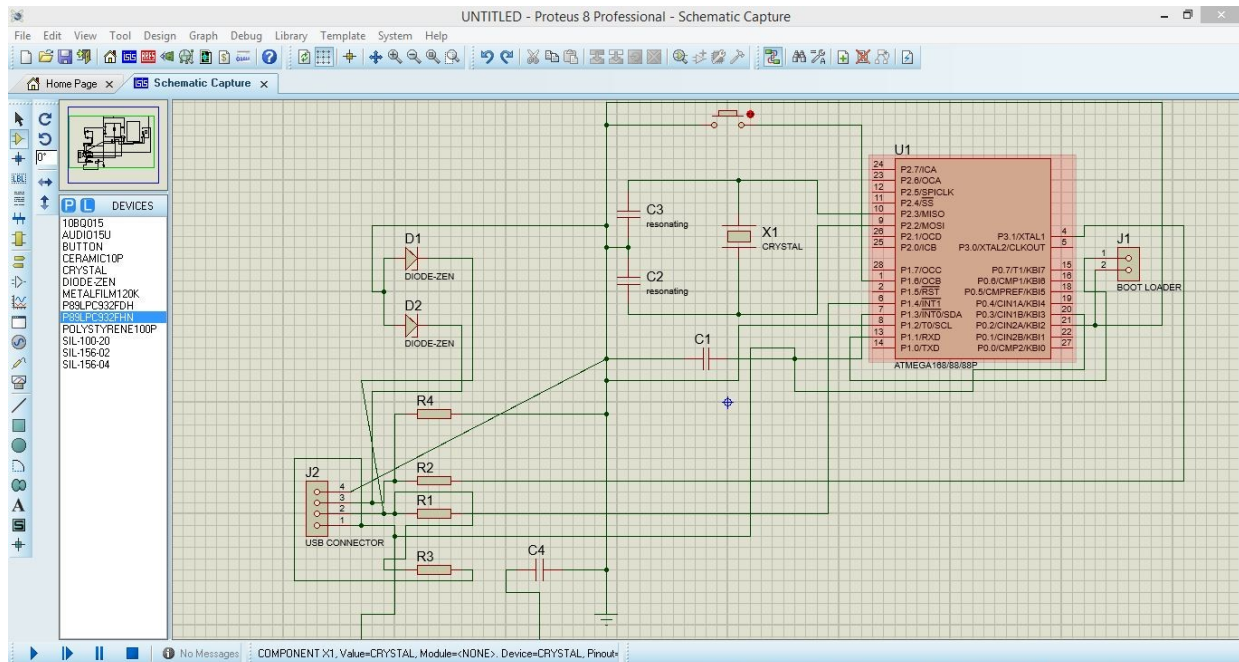 UNTITLED - Proteus 8 Professional - Schematic Capture
File Edit View Tool Design Graph Debug Library Template System Help
Home Page
Schematic Capture
0°
LBL
P L DEVICES
10BQ015
AUDIO15U
BUTTON
CERAMIC10P
CRYSTAL
DIODE-ZEN
METALFILM120K
P89LPC932FDH
P89LPC932FHN
POLYSTYRENE100P
SIL-100-20
SIL-156-02
SIL-156-04
A
S
D1
DIODE-ZEN
D2
DIODE-ZEN
C3
resonating
C2
resonating
X1
CRYSTAL
C1
R4
R2
R1
R3
C4
J2
4
3
2
1
USB CONNECTOR
U1
24 P2.7/ICA
23 P2.6/OCA
12 P2.5/SPICLK
11 P2.4/SS
10 P2.3/MISO
9 P2.2/MOSI
26 P2.1/OCD
25 P2.0/ICB
28 P1.7/OCC
1 P1.6/OCB
2 P1.5/RST
6 P1.4/INT1
7 P1.3/INT0/SDA
8 P1.2/T0/SCL
13 P1.1/RXD
14 P1.0/TXD
P3.1/XTAL1 4
P3.0/XTAL2/CLKOUT 5
P0.7/T1/KBI7 15
P0.6/CMP1/KBI6 16
P0.5/CMPREF/KBI5 18
P0.4/CIN1A/KBI4 19
P0.3/CIN1B/KBI3 20
P0.2/CIN2A/KBI2 21
P0.1/CIN2B/KBI1 22
P0.0/CMP2/KBI0 27
ATMEGA168/88/88P
J1
1
2
BOOT LOADER
No Messages
COMPONENT X1, Value=CRYSTAL, Module=<NONE>. Device=CRYSTAL, Pinout=